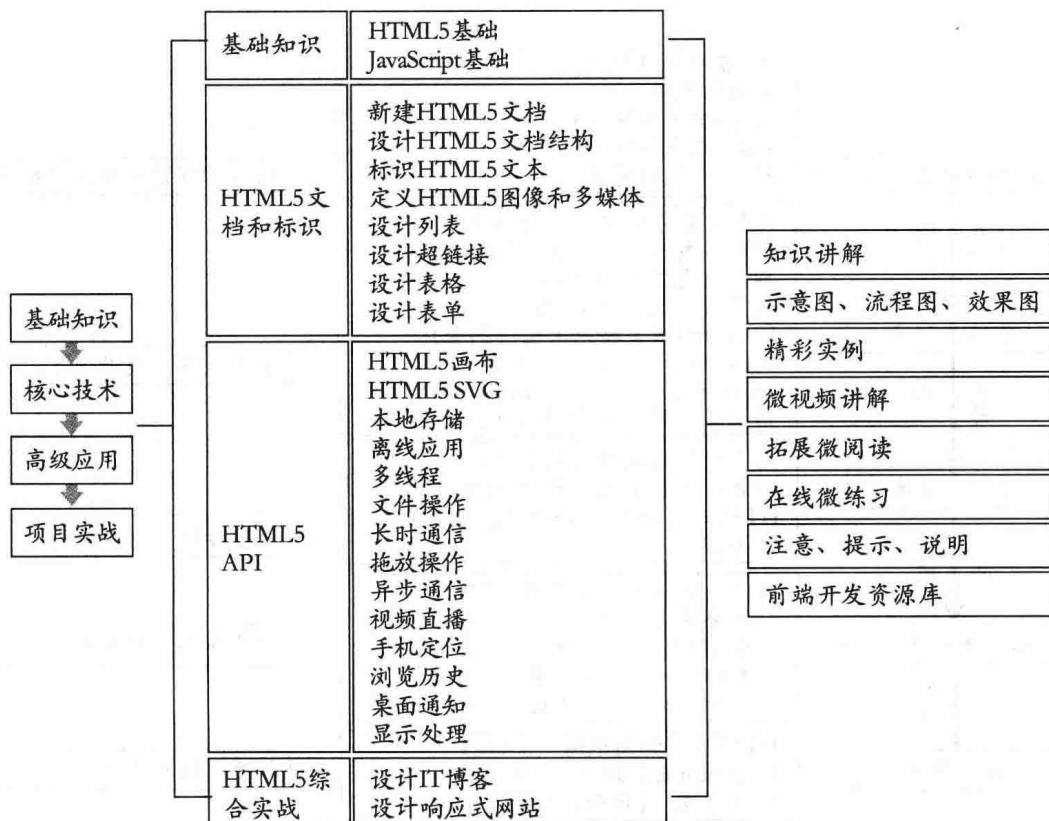 基础知识
核心技术
高级应用
项目实战
基础知识
HTML5基础
JavaScript基础
HTML5文
档和标识
新建HTML5文档
设计HTML5文档结构
标识HTML5文本
定义HTML5图像和多媒体
设计列表
设计超链接
设计表格
设计表单
HTML5
API
HTML5画布
HTML5 SVG
本地存储
离线应用
多线程
文件操作
长时通信
拖放操作
异步通信
视频直播
手机定位
浏览历史
桌面通知
显示处理
HTML5综
合实战
设计IT博客
设计响应式网站
知识讲解
示意图、流程图、效果图
精彩实例
微视频讲解
拓展微阅读
在线微练习
注意、提示、说明
前端开发资源库